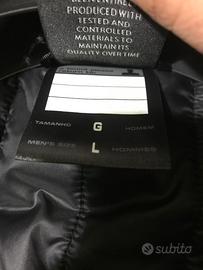 PRODUCED WITH
TESTED AND
CONTROLLED
MATERIALS TO
MAINTAIN ITS
QUALITY OVER TIME
TAMANHO G HOMEM
MEN'S SIZE L HOMMES
subito